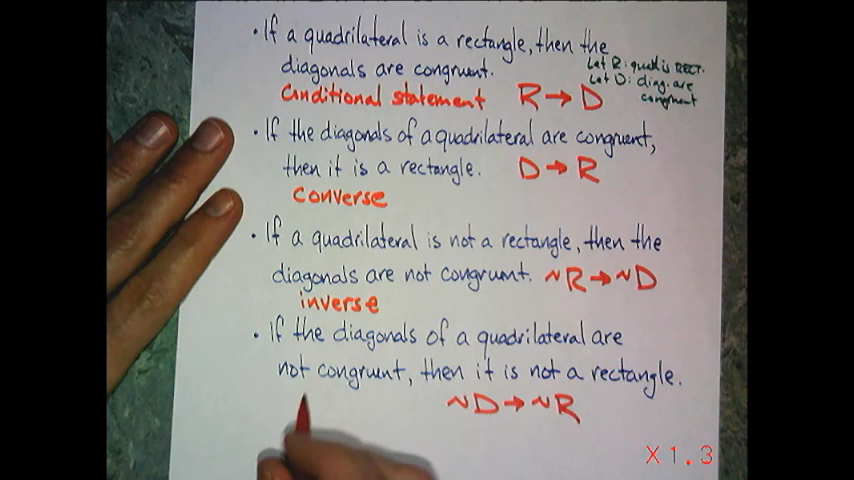 • If a quadrilateral is a rectangle, then the
diagonals are congruent.
Let R: quad is RECT.
Let D: diag. are
congruent
Conditional statement R → D
• If the diagonals of a quadrilateral are congruent,
then it is a rectangle. D → R
Converse
• If a quadrilateral is not a rectangle, then the
diagonals are not congruent. ~R → ~D
inverse
• If the diagonals of a quadrilateral are
not congruent, then it is not a rectangle.
~D → ~R
X1.3